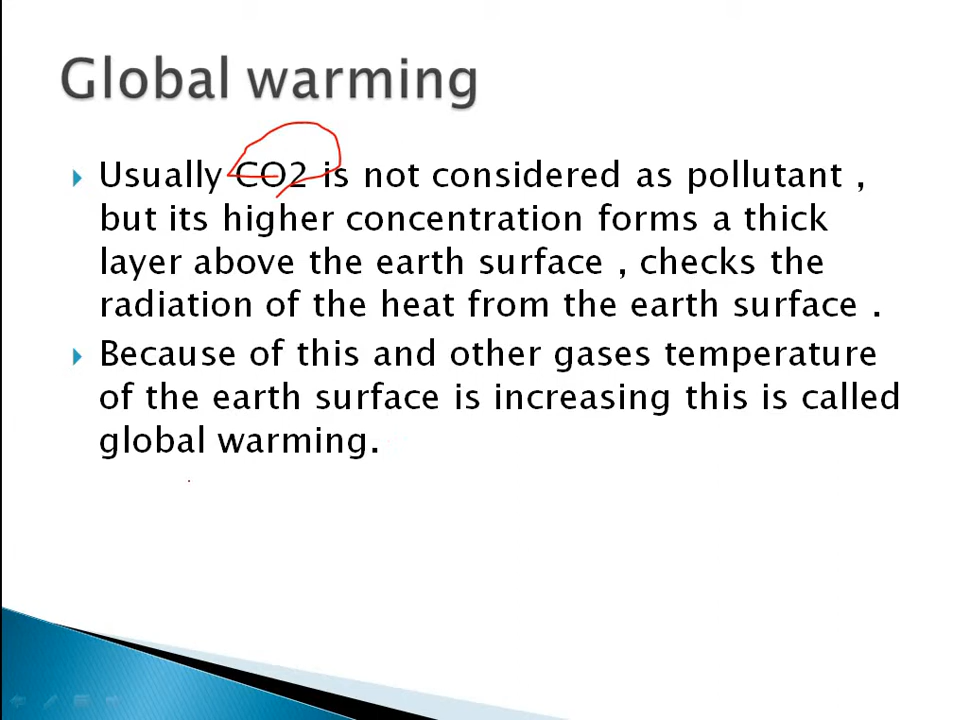 Global warming
Usually CO2 is not considered as pollutant ,
but its higher concentration forms a thick
layer above the earth surface , checks the
radiation of the heat from the earth surface .
Because of this and other gases temperature
of the earth surface is increasing this is called
global warming.